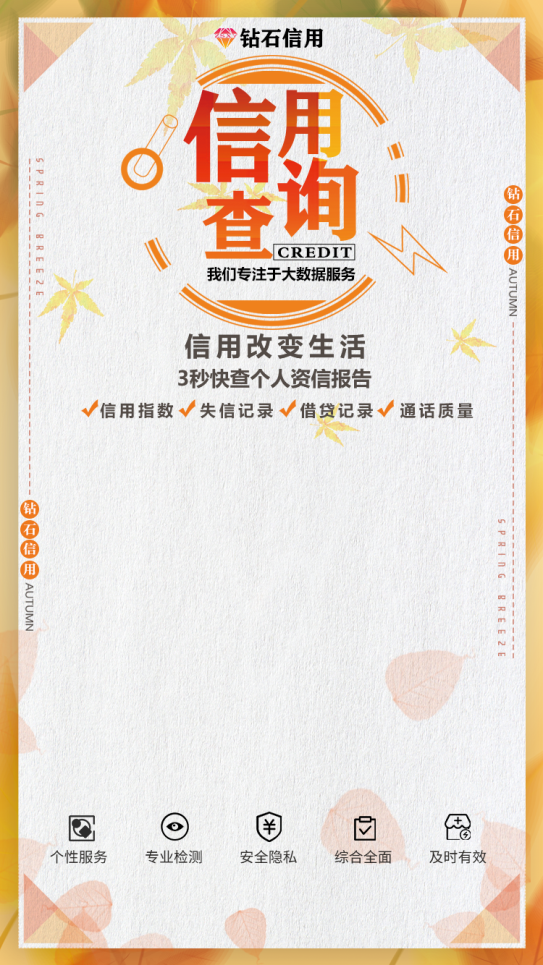 钻石信用
信用
查询
CREDIT
我们专注于大数据服务
信用改变生活
3秒快查个人资信报告
信用指数 失信记录 借贷记录 通话质量
SPRING BREEZE
钻石信用 AUTUMN
钻石信用 AUTUMN
SPRING BREEZE
个性服务 专业检测 安全隐私 综合全面 及时有效